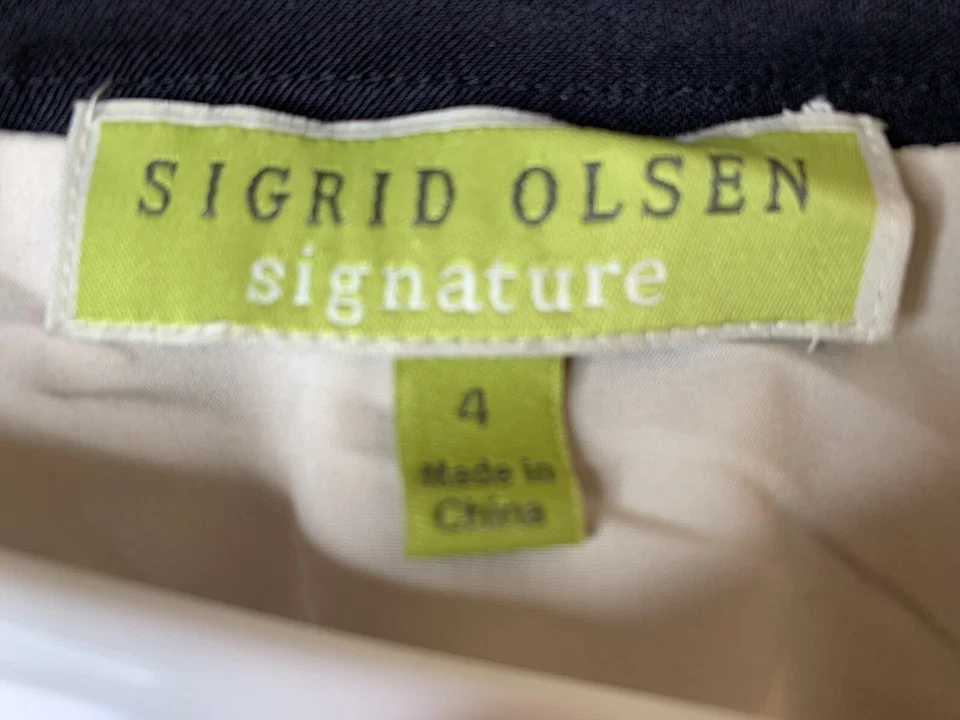 SIGRID OLSEN
signature
4
Made in
China